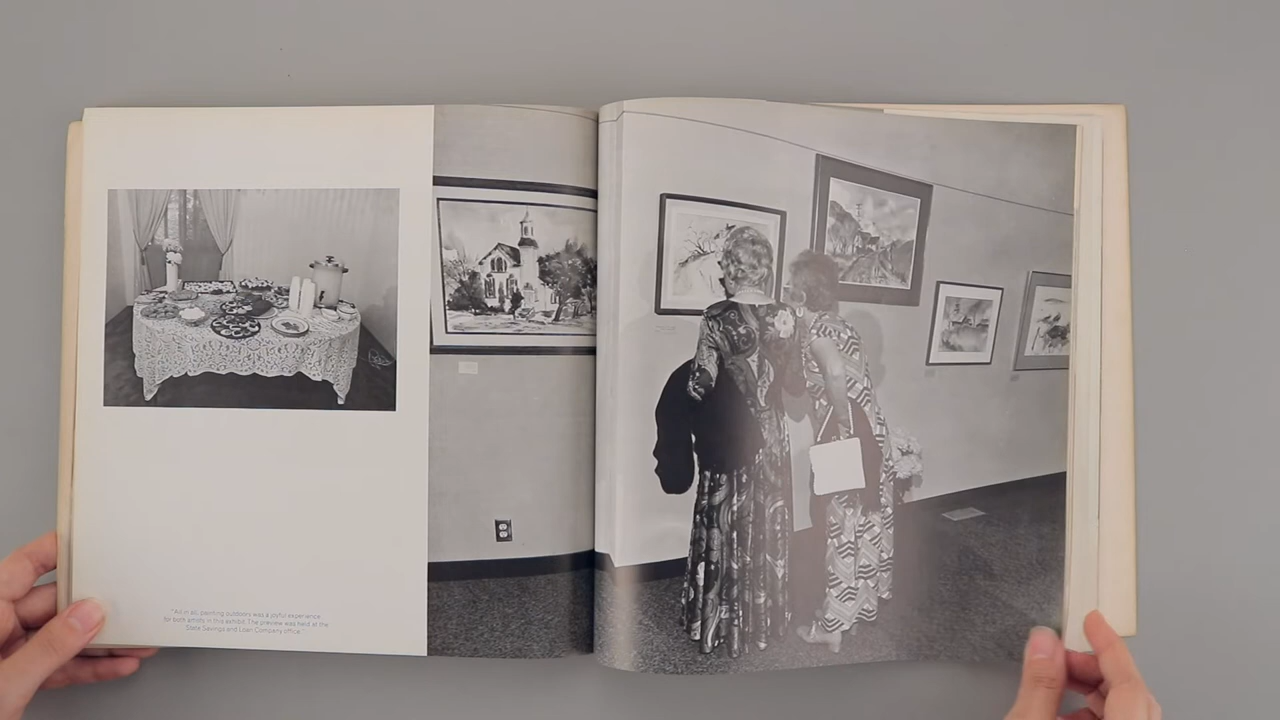 "All in all, painting outdoors was a joyful experience
for both artists in this exhibit. The preview was held at the
State Savings and Loan Company office."